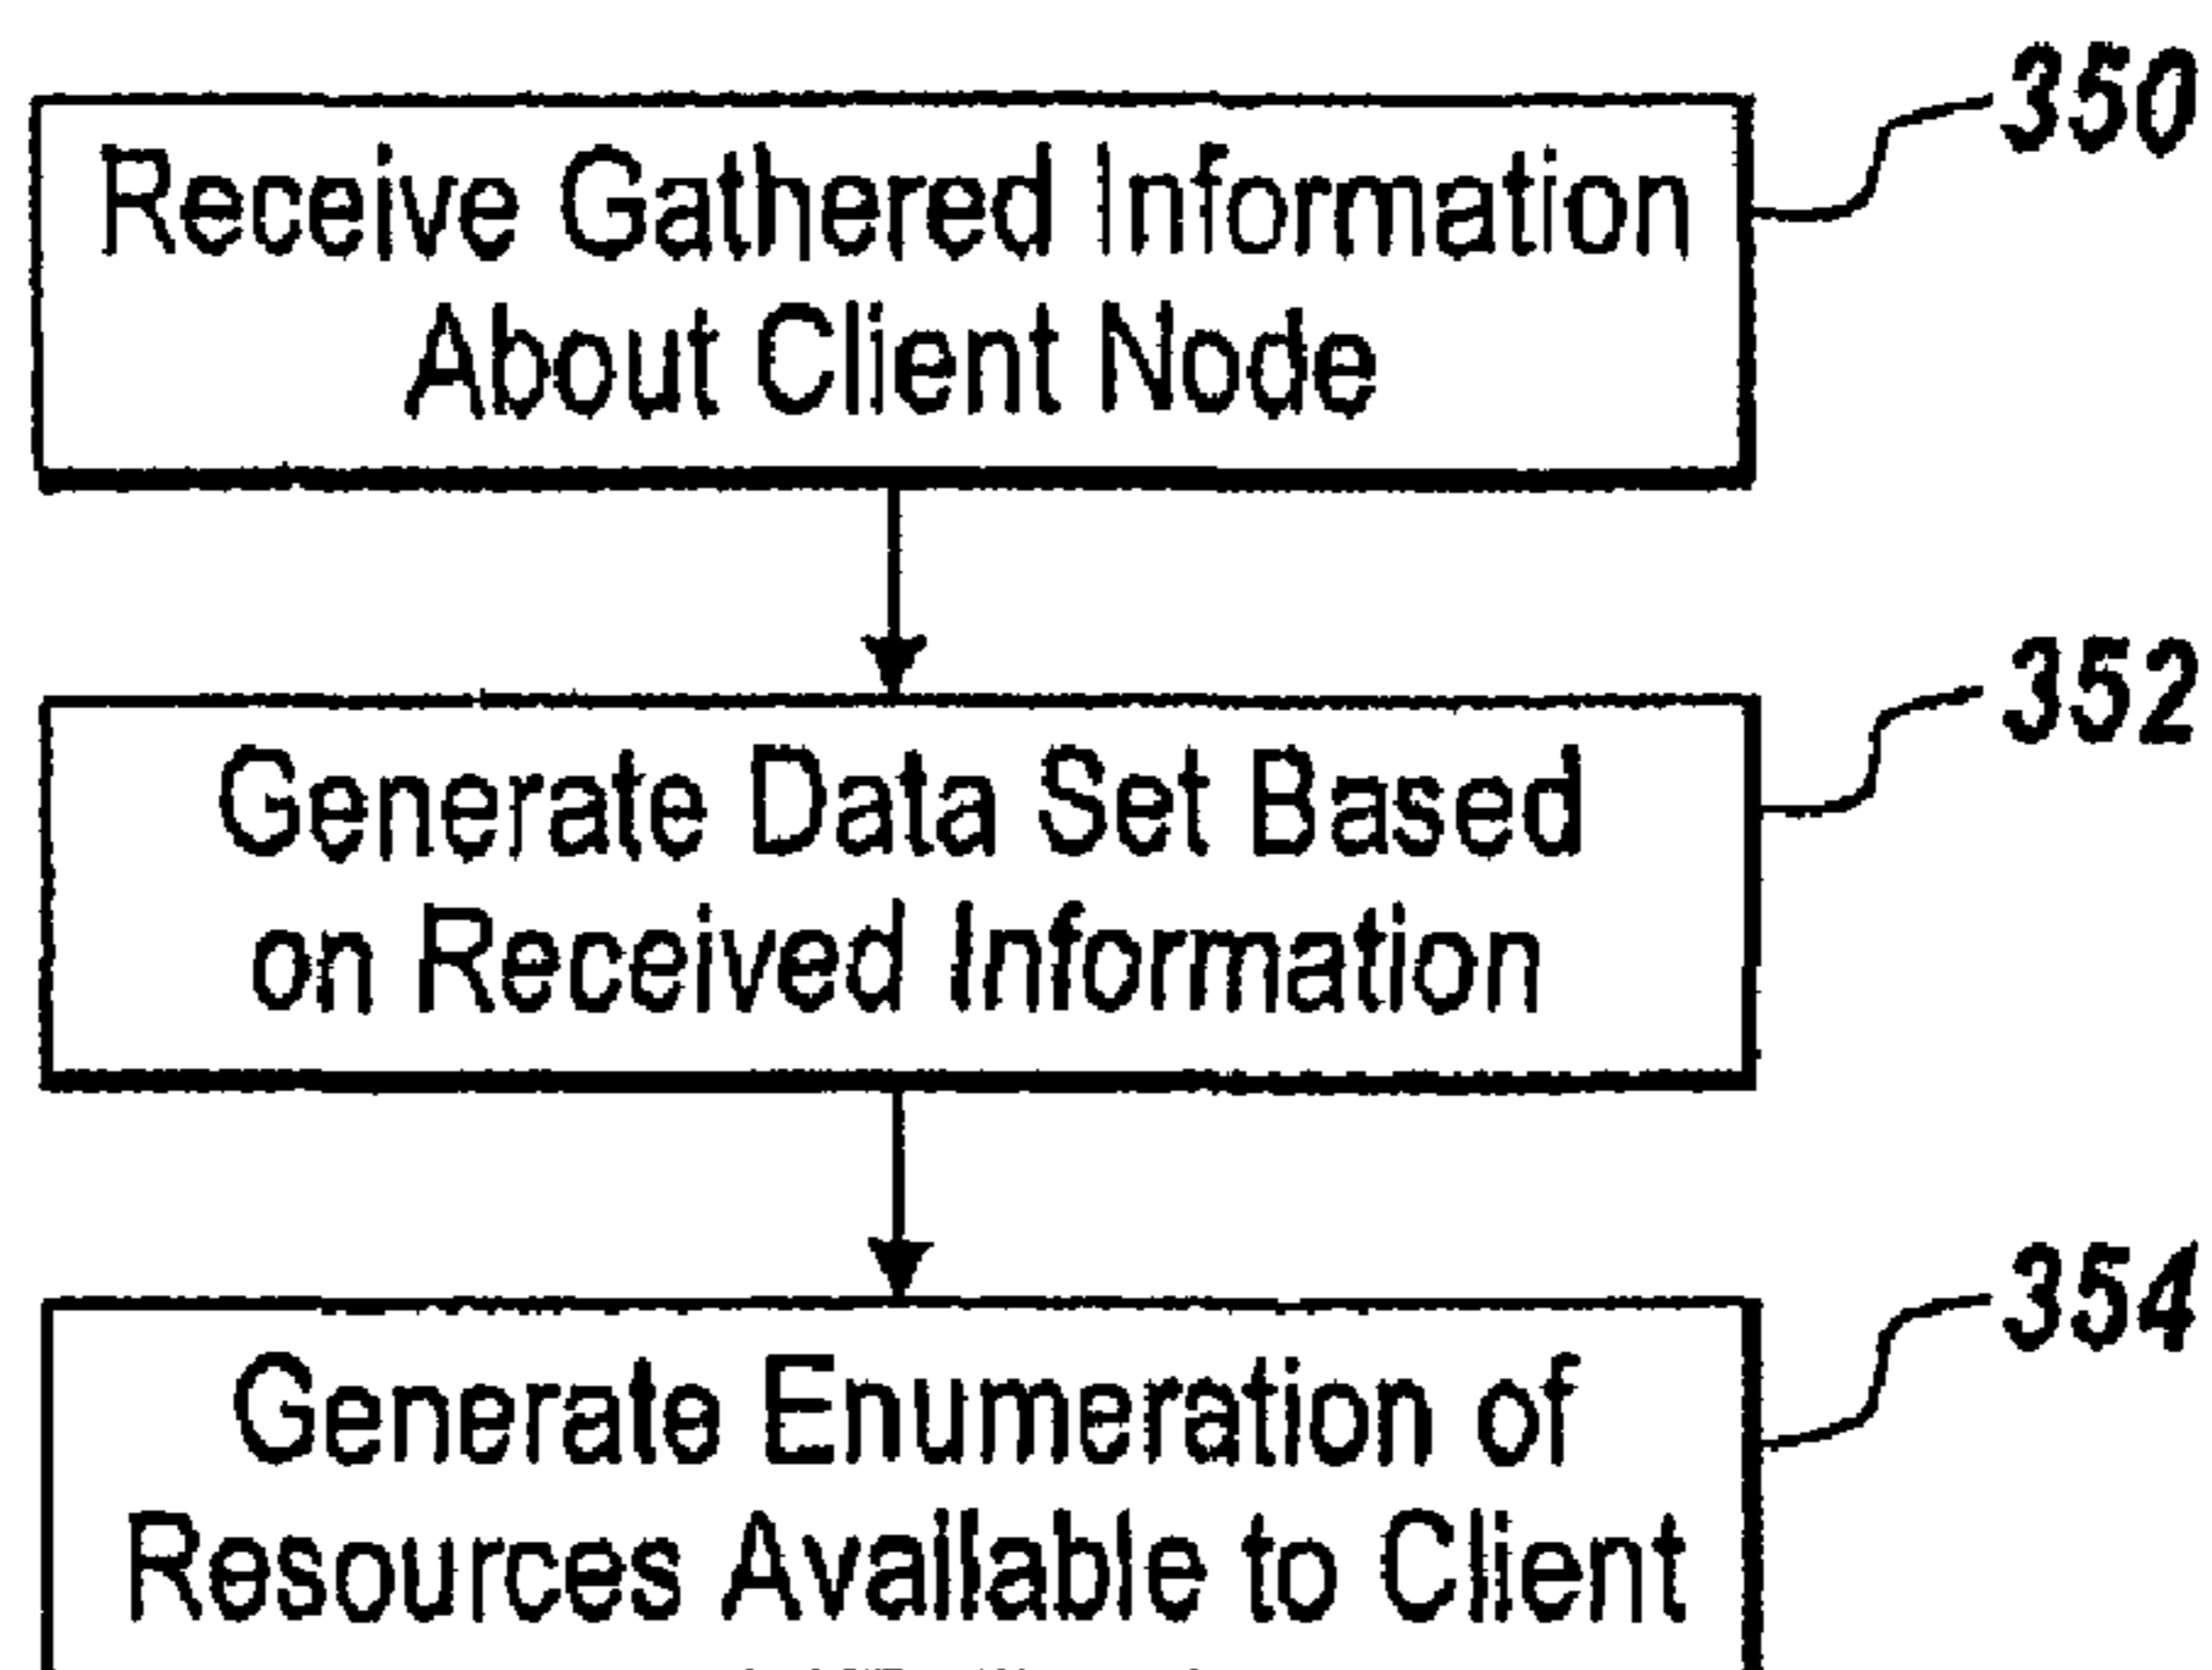 350
Receive Gathered Information
About Client Node
352
Generate Data Set Based
on Received Information
354
Generate Enumeration of
Resources Available to Client